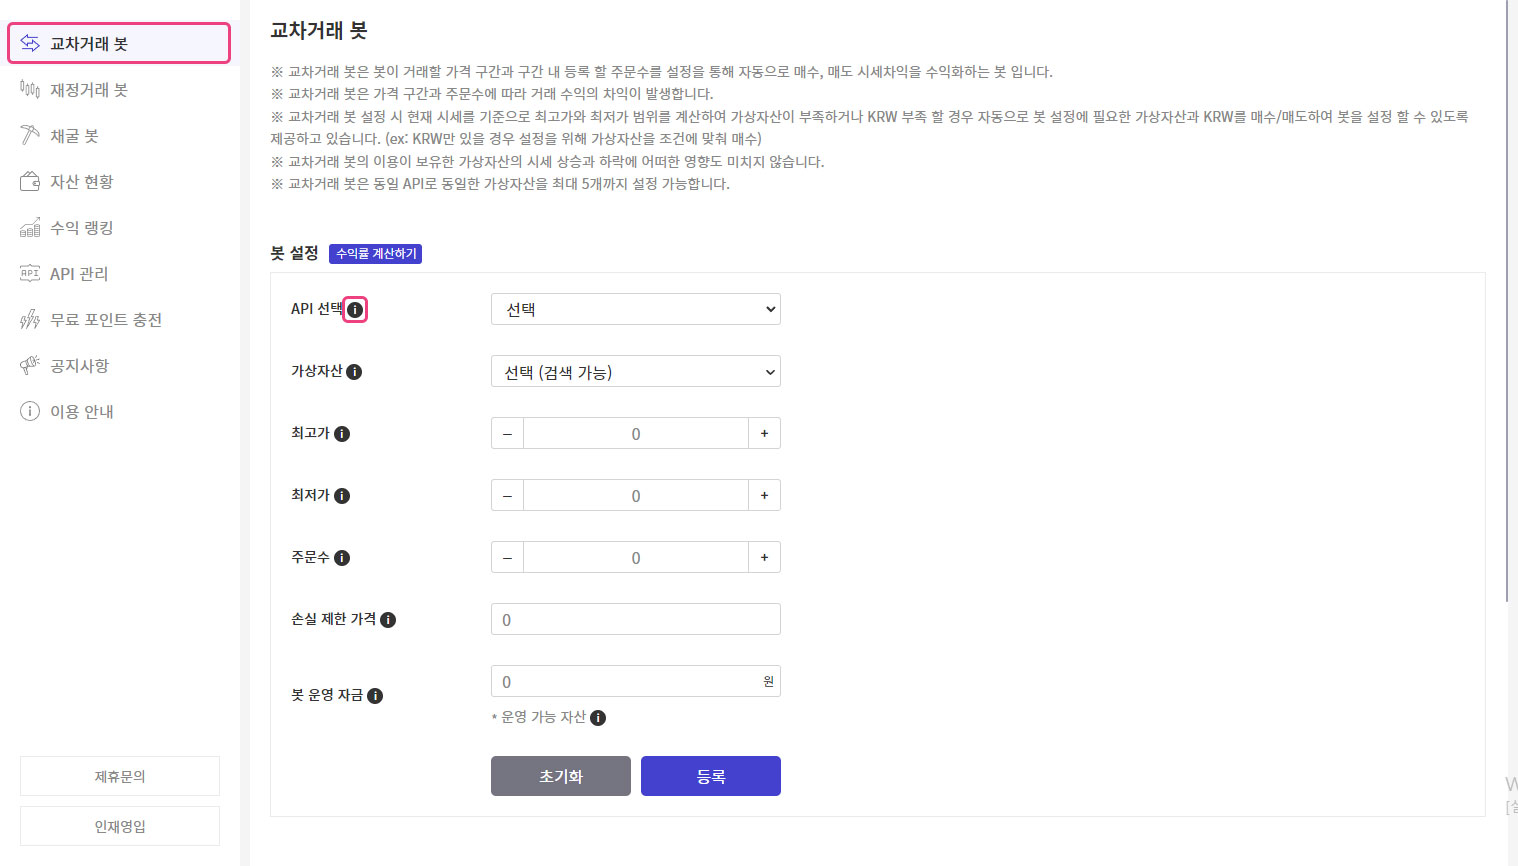 교차거래 봇
재정거래 봇
채굴 봇
자산 현황
수익 랭킹
API 관리
무료 포인트 충전
공지사항
이용 안내
제휴문의
인재영입
교차거래 봇
※ 교차거래 봇은 봇이 거래할 가격 구간과 구간 내 등록 할 주문수를 설정을 통해 자동으로 매수, 매도 시세차익을 수익화하는 봇 입니다.
※ 교차거래 봇은 가격 구간과 주문수에 따라 거래 수익의 차익이 발생합니다.
※ 교차거래 봇 설정 시 현재 시세를 기준으로 최고가와 최저가 범위를 계산하여 가상자산이 부족하거나 KRW 부족 할 경우 자동으로 봇 설정에 필요한 가상자산과 KRW를 매수/매도하여 봇을 설정 할 수 있도록
제공하고 있습니다. (ex: KRW만 있을 경우 설정을 위해 가상자산을 조건에 맞춰 매수)
※ 교차거래 봇의 이용이 보유한 가상자산의 시세 상승과 하락에 어떠한 영향도 미치지 않습니다.
※ 교차거래 봇은 동일 API로 동일한 가상자산을 최대 5개까지 설정 가능합니다.
봇 설정 수익률 계산하기
API 선택 선택
가상자산 선택 (검색 가능)
최고가 – 0 +
최저가 – 0 +
주문수 – 0 +
손실 제한 가격 0
봇 운영 자금 0 원
* 운영 가능 자산
초기화 등록